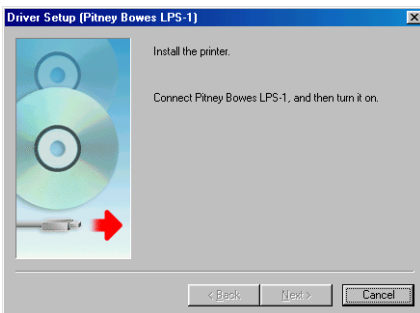 Driver Setup (Pitney Bowes LPS-1)
Install the printer.
Connect Pitney Bowes LPS-1, and then turn it on.
< Back
Next >
Cancel